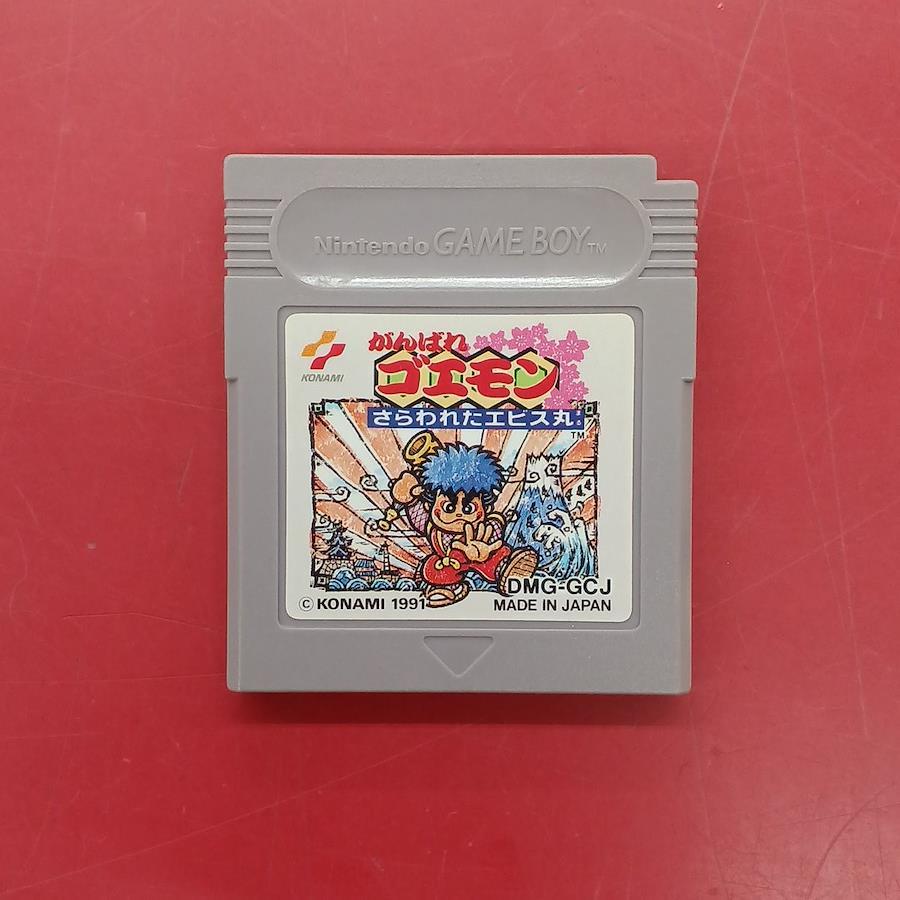 Nintendo GAME BOY™
KONAMI
がんばれ
ゴエモン
さらわれたエビス丸
™
DMG-GCJ
© KONAMI 1991
MADE IN JAPAN